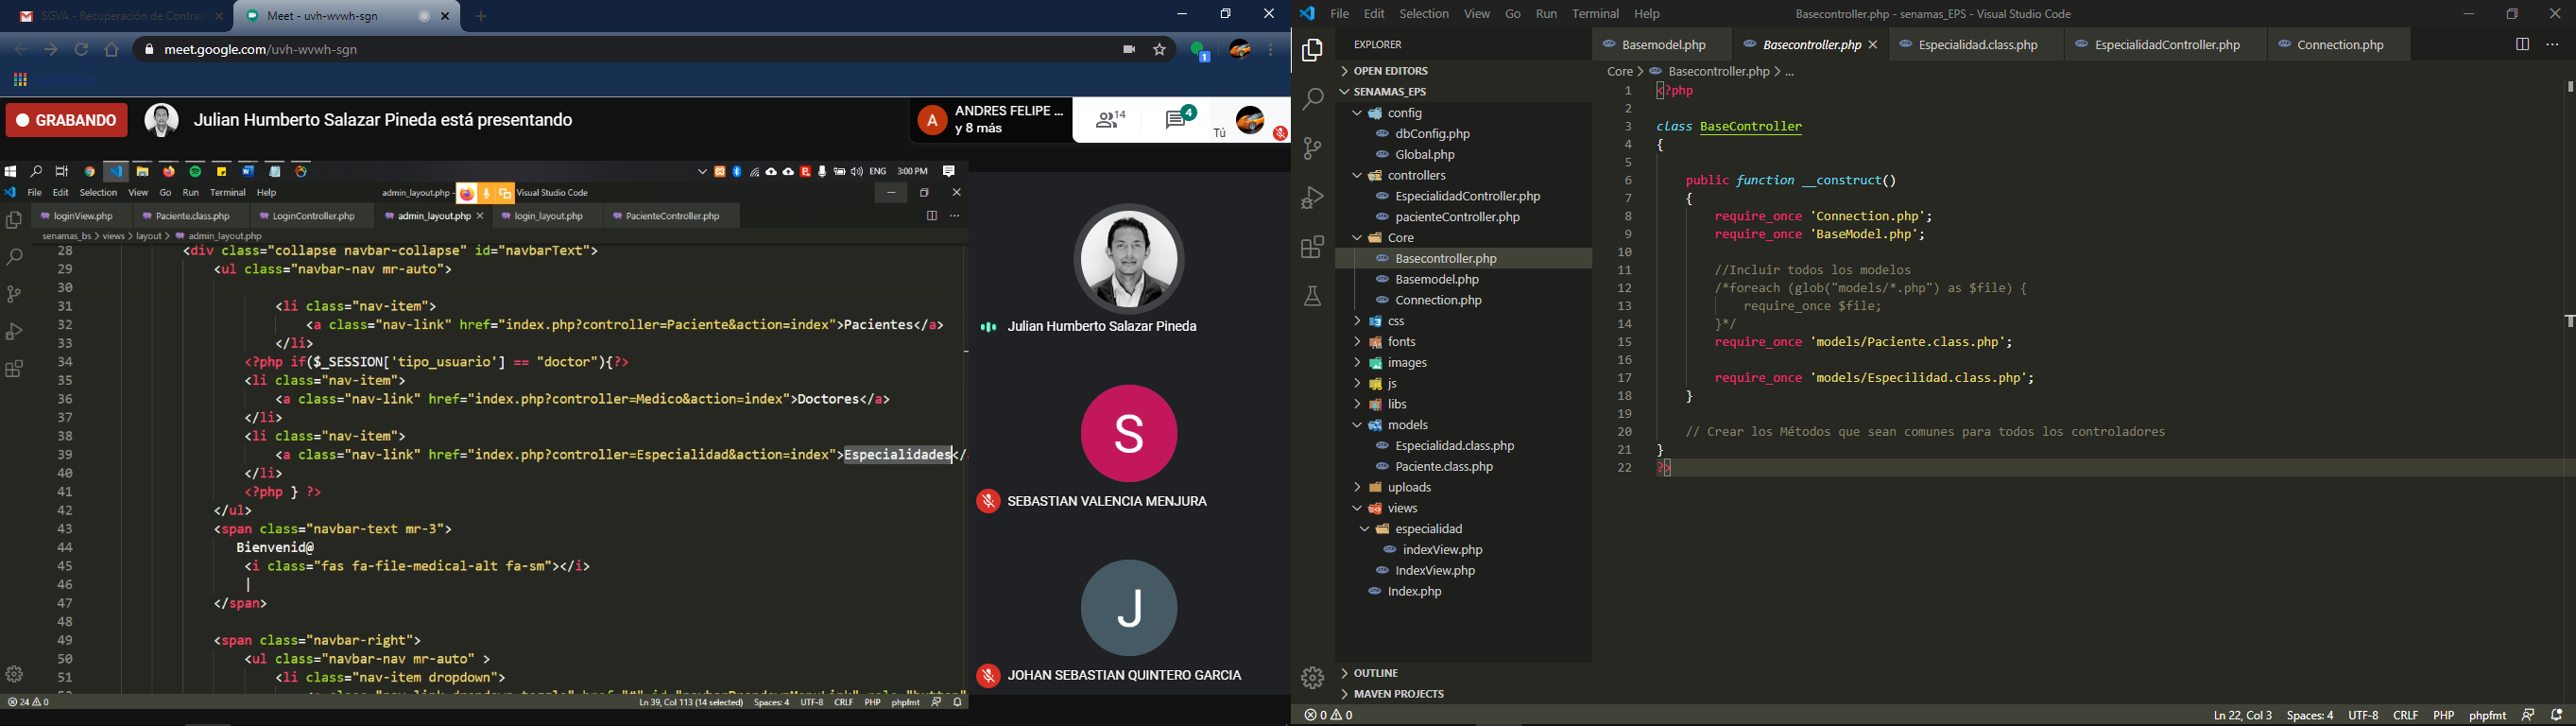 SGVA - Recuperación de Contra
Meet - uvh-wvwh-sgn
meet.google.com/uvh-wvwh-sgn
1
GRABANDO
Julian Humberto Salazar Pineda está presentando
A
ANDRES FELIPE ...
y 8 más
14
4
Tú
ENG
3:00 PM
File Edit Selection View Go Run Terminal Help
admin_layout.php -
Visual Studio Code
loginView.php
Paciente.class.php
LoginController.php
admin_layout.php
login_layout.php
PacienteController.php
senamas_bs > views > layout > admin_layout.php
28 <div class="collapse navbar-collapse" id="navbarText">
29 <ul class="navbar-nav mr-auto">
30
31 <li class="nav-item">
32 <a class="nav-link" href="index.php?controller=Paciente&action=index">Pacientes</a>
33 </li>
34 <?php if($_SESSION['tipo_usuario'] == "doctor"){?>
35 <li class="nav-item">
36 <a class="nav-link" href="index.php?controller=Medico&action=index">Doctores</a>
37 </li>
38 <li class="nav-item">
39 <a class="nav-link" href="index.php?controller=Especialidad&action=index">Especialidades</
40 </li>
41 <?php } ?>
42 </ul>
43 <span class="navbar-text mr-3">
44 Bienvenid@
45 <i class="fas fa-file-medical-alt fa-sm"></i>
46 |
47 </span>
48
49 <span class="navbar-right">
50 <ul class="navbar-nav mr-auto" >
51 <li class="nav-item dropdown">
24 0
Ln 39, Col 113 (14 selected) Spaces: 4 UTF-8 CRLF PHP phpfmt
Julian Humberto Salazar Pineda
S
SEBASTIAN VALENCIA MENJURA
J
JOHAN SEBASTIAN QUINTERO GARCIA
File Edit Selection View Go Run Terminal Help
Basecontroller.php - senamas_EPS - Visual Studio Code
EXPLORER
OPEN EDITORS
SENAMAS_EPS
config
dbConfig.php
Global.php
controllers
EspecialidadController.php
pacienteController.php
Core
Basecontroller.php
Basemodel.php
Connection.php
css
fonts
images
js
libs
models
Especialidad.class.php
Paciente.class.php
uploads
views
especialidad
indexView.php
IndexView.php
Index.php
OUTLINE
MAVEN PROJECTS
Basemodel.php
Basecontroller.php
Especialidad.class.php
EspecialidadController.php
Connection.php
Core > Basecontroller.php > ...
1 <?php
2
3 class BaseController
4 {
5
6 public function __construct()
7 {
8 require_once 'Connection.php';
9 require_once 'BaseModel.php';
10
11 //Incluir todos los modelos
12 /*foreach (glob("models/*.php") as $file) {
13 require_once $file;
14 }*/
15 require_once 'models/Paciente.class.php';
16
17 require_once 'models/Especilidad.class.php';
18 }
19
20 // Crear los Métodos que sean comunes para todos los controladores
21 }
22 ?>
0 0
Ln 22, Col 3 Spaces: 4 UTF-8 CRLF PHP phpfmt